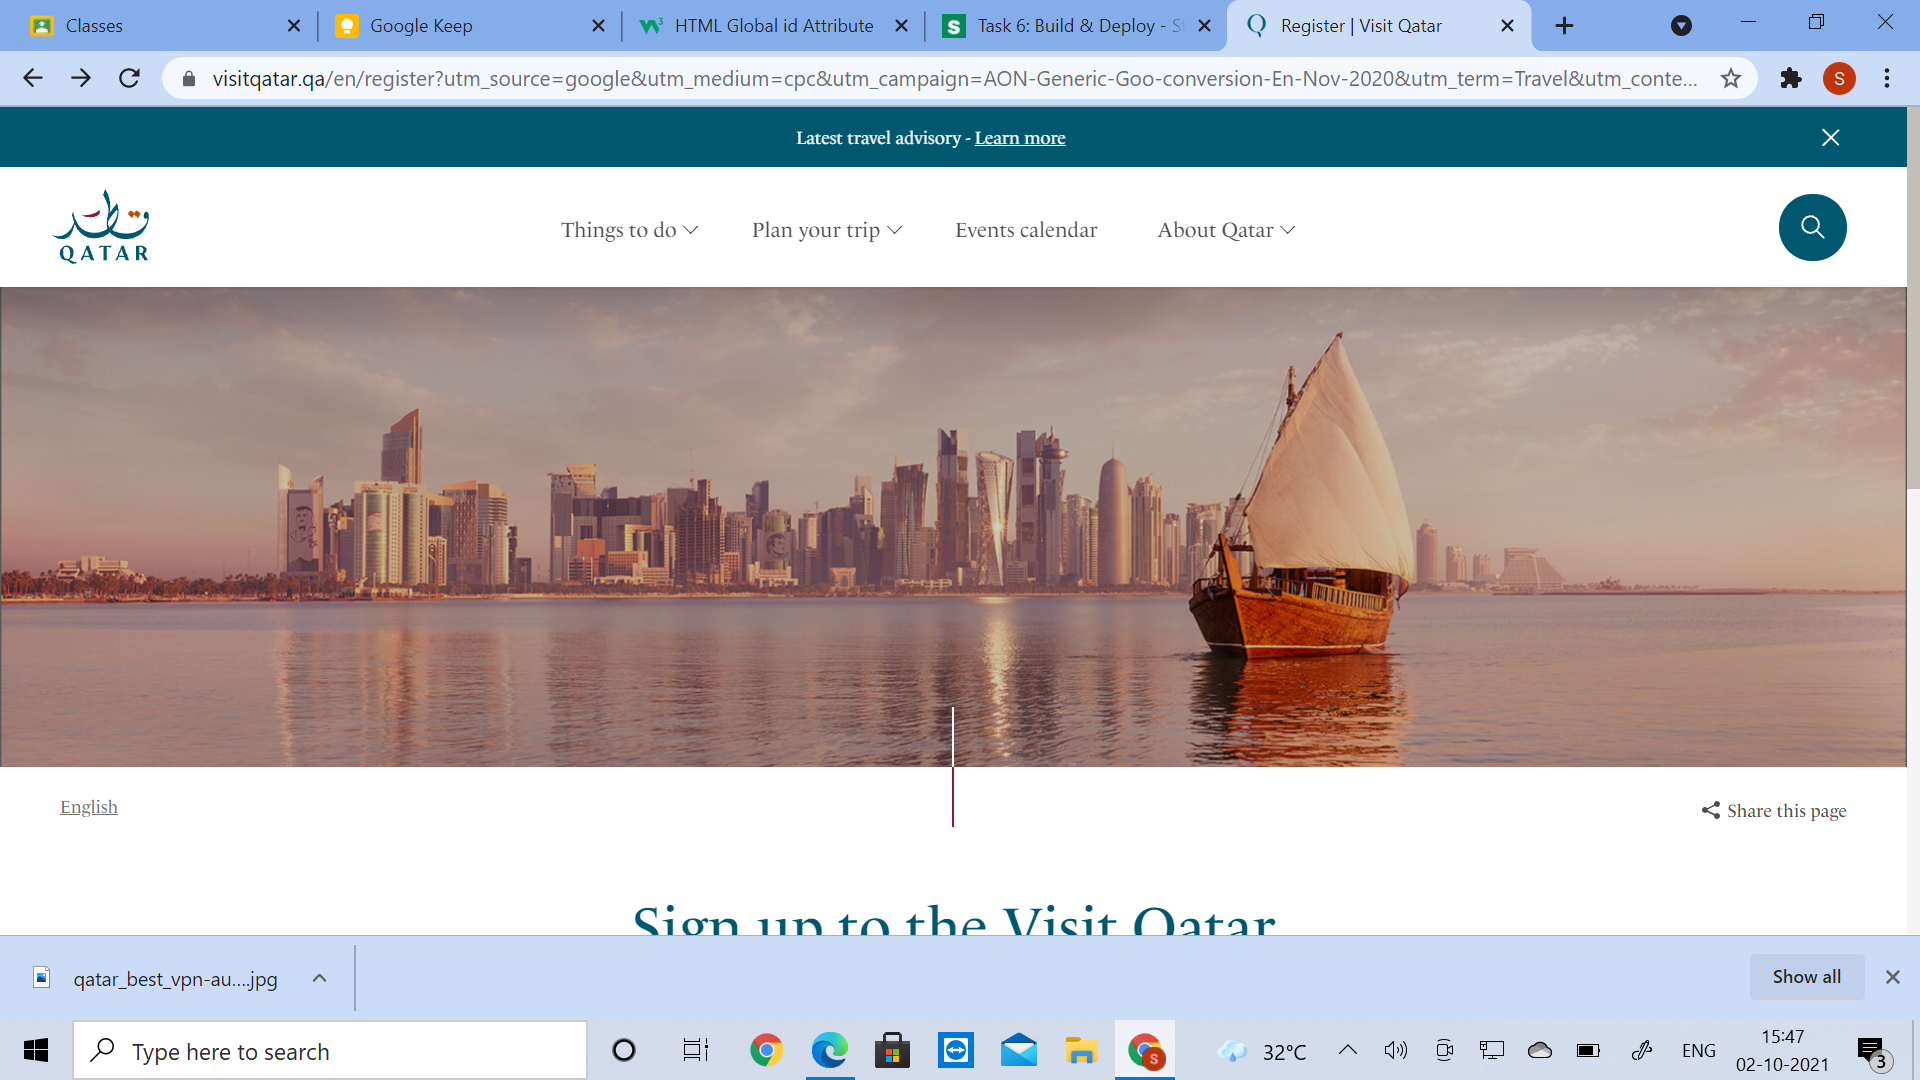 Classes
Google Keep
HTML Global id Attribute
Task 6: Build & Deploy - S
Register | Visit Qatar
visitqatar.qa/en/register?utm_source=google&utm_medium=cpc&utm_campaign=AON-Generic-Goo-conversion-En-Nov-2020&utm_term=Travel&utm_conte...
S
Latest travel advisory - Learn more
قطر
QATAR
Things to do
Plan your trip
Events calendar
About Qatar
English
Share this page
Sign up to the Visit Qatar
qatar_best_vpn-au....jpg
Show all
Type here to search
S
32°C
ENG
15:47
02-10-2021
3